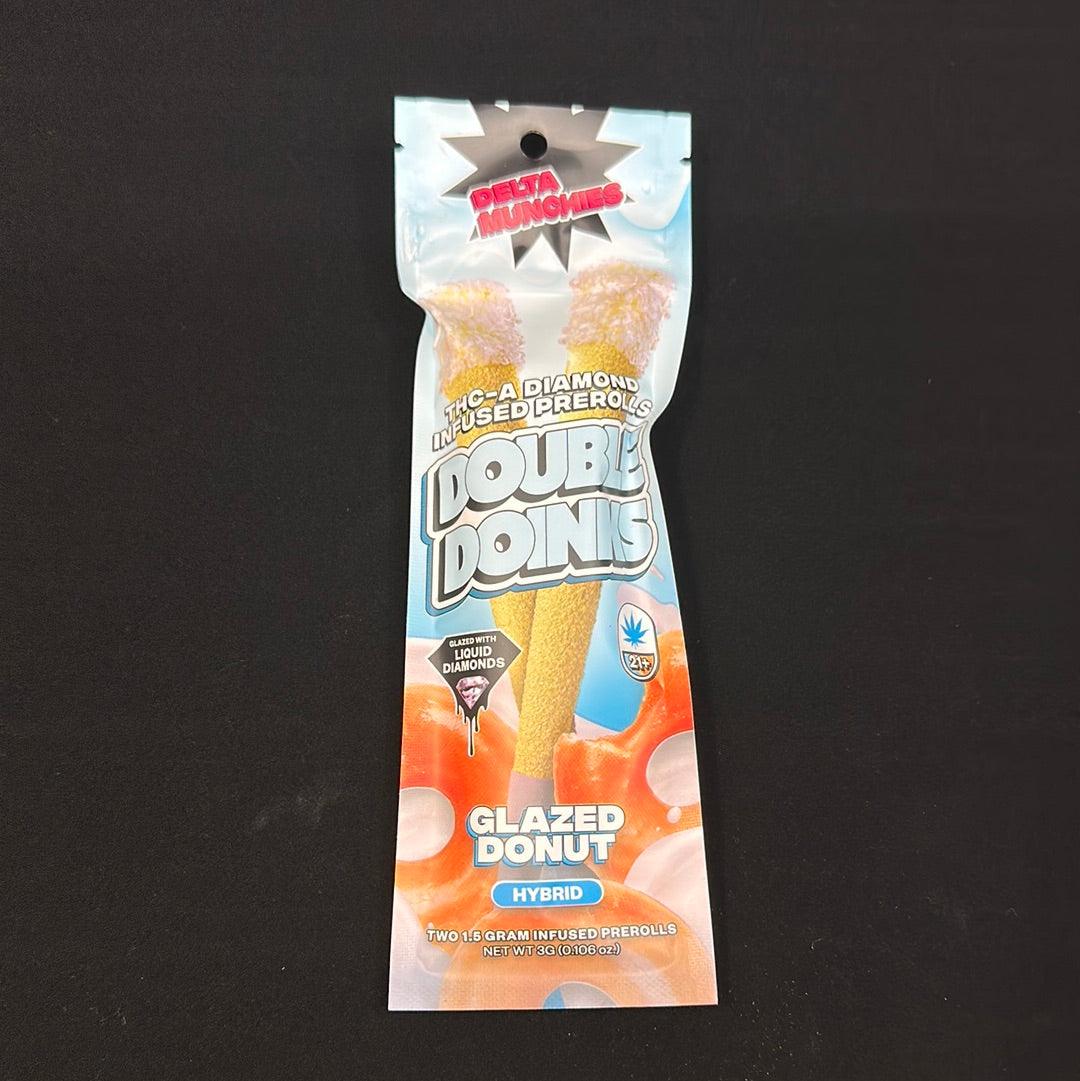 DELTA
MUNCHIES
THC-A DIAMOND
INFUSED PREROLLS
DOUBLE
DOINKS
GLAZED WITH
LIQUID
DIAMONDS
21+
GLAZED
DONUT
HYBRID
TWO 1.5 GRAM INFUSED PREROLLS
NET WT 3G (0.106 oz.)